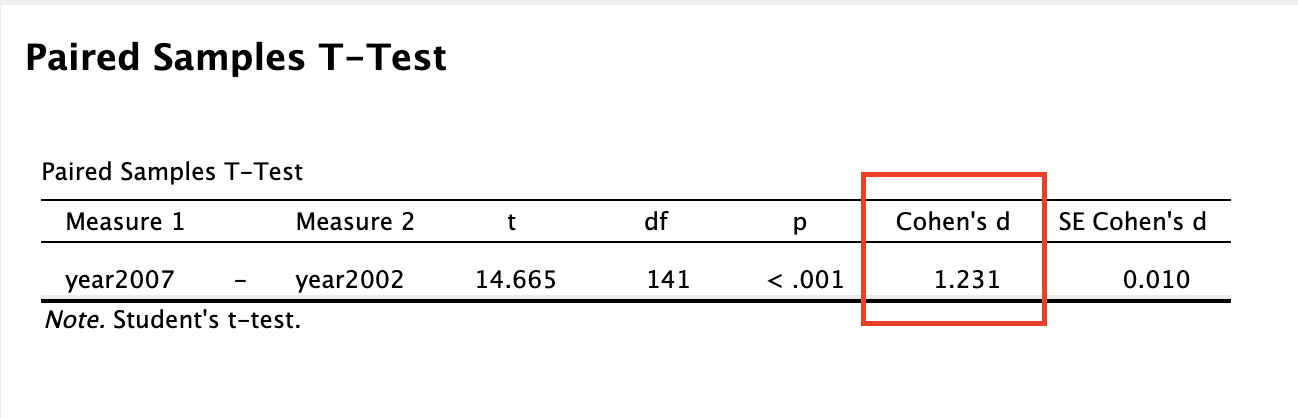 Paired Samples T-Test
Paired Samples T-Test
Measure 1 Measure 2 t df p Cohen's d SE Cohen's d
year2007 - year2002 14.665 141 < .001 1.231 0.010
Note. Student's t-test.